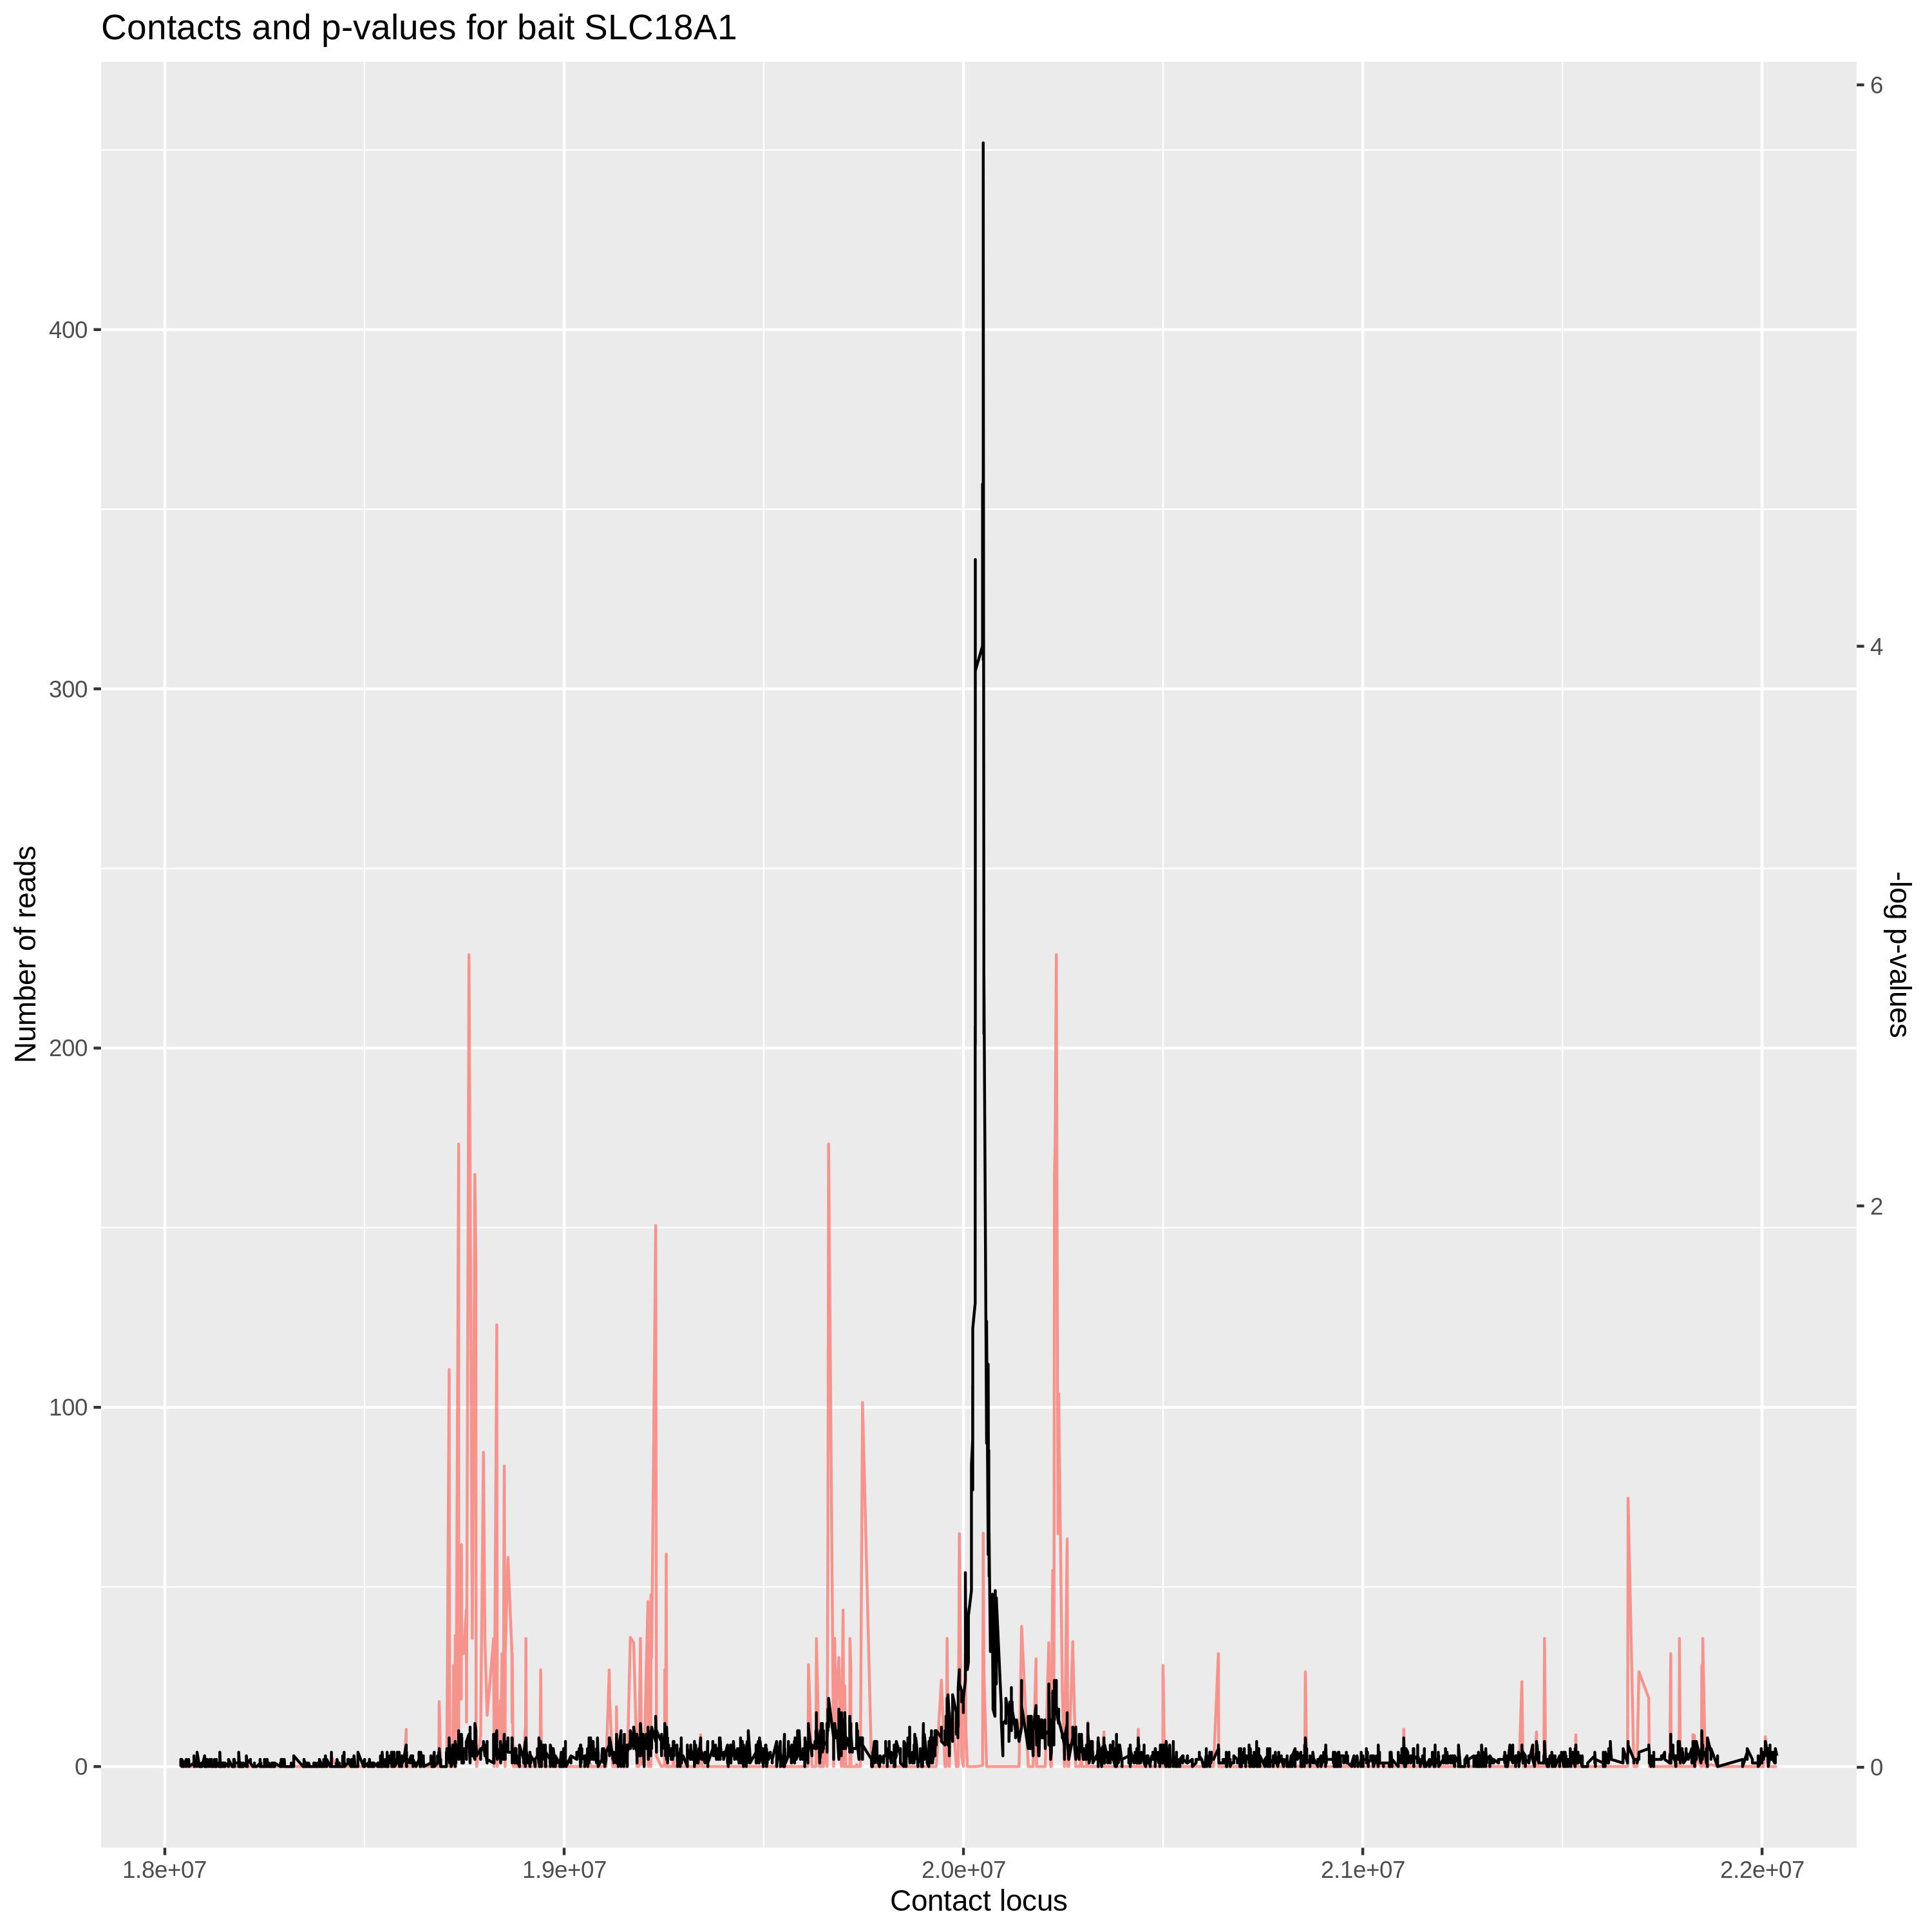 Contacts and p-values for bait SLC18A1
Number of reads
400
300
200
100
0
6
4
2
0
-log p-values
1.8e+07
1.9e+07
2.0e+07
2.1e+07
2.2e+07
Contact locus